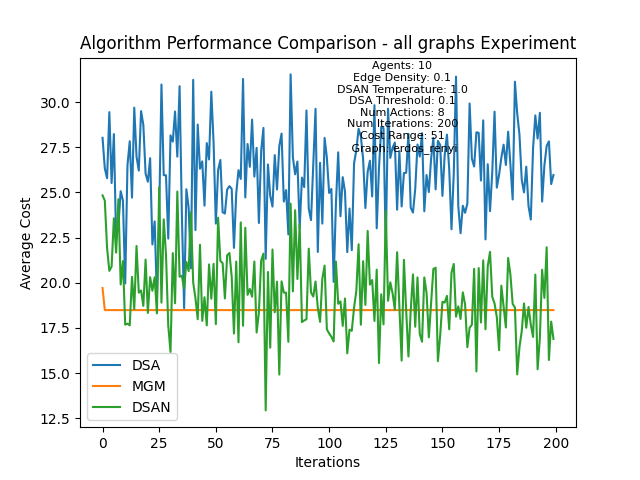 Algorithm Performance Comparison - all graphs Experiment
Agents: 10
Edge Density: 0.1
DSAN Temperature: 1.0
DSA Threshold: 0.1
Num Actions: 8
Num Iterations: 200
Cost Range: 51
Graph: erdos_renyi
Average Cost
30.0
27.5
25.0
22.5
20.0
17.5
15.0
12.5
DSA
MGM
DSAN
0 25 50 75 100 125 150 175 200
Iterations